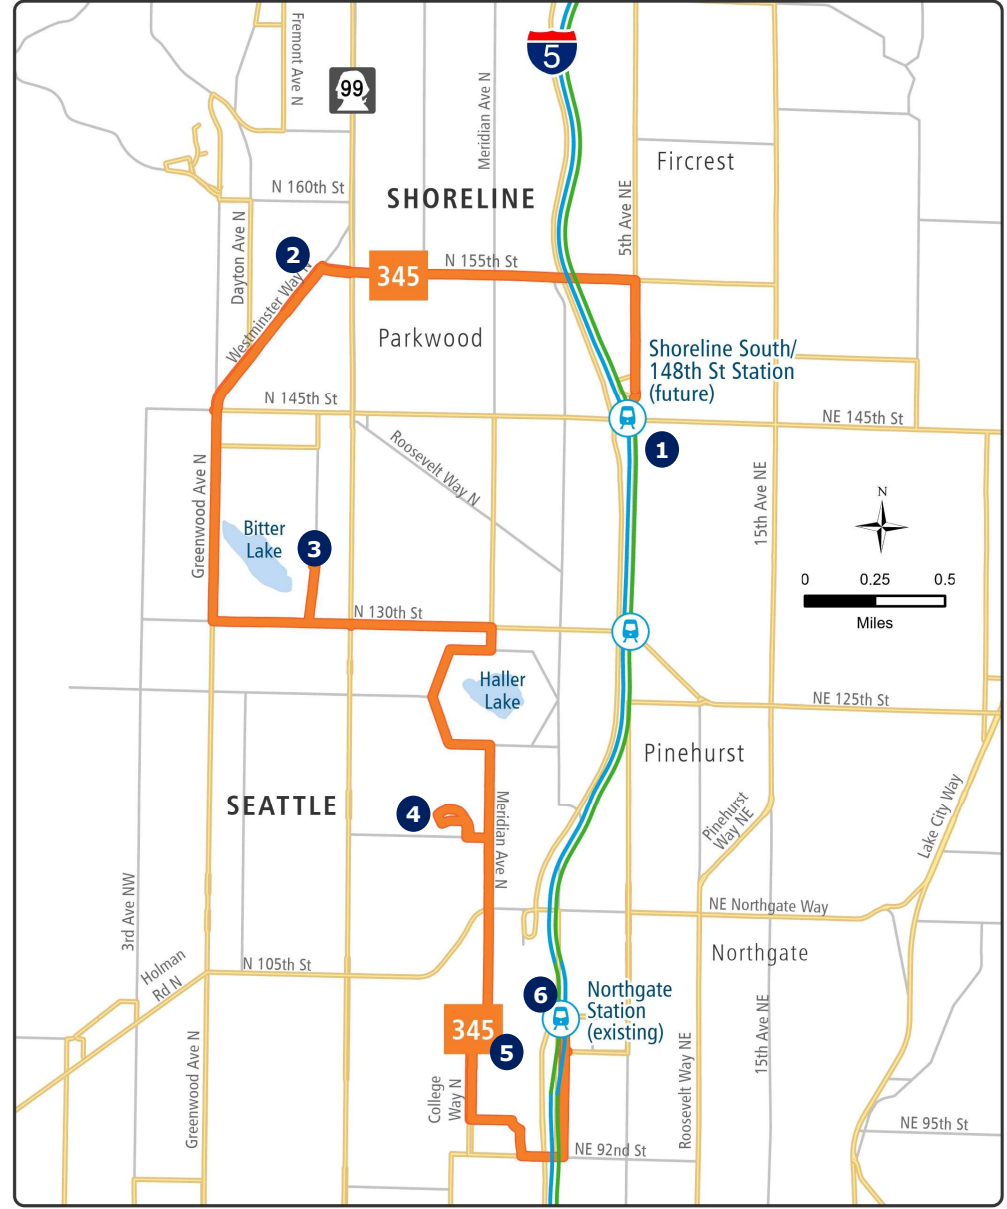 Fremont Ave N
5
99
Meridian Ave N
Fircrest
5th Ave NE
N 160th St
SHORELINE
Dayton Ave N
2
345
N 155th St
Westminster Way N
Parkwood
Shoreline South/
148th St Station
(future)
N 145th St
NE 145th St
1
Roosevelt Way N
Greenwood Ave N
15th Ave NE
N
Bitter
Lake
3
0 0.25 0.5
Miles
N 130th St
Haller
Lake
NE 125th St
Pinehurst
SEATTLE
4
Meridian Ave N
Pinehurst
Way NE
Lake City Way
3rd Ave NW
NE Northgate Way
Northgate
Holman
Rd N
N 105th St
6
Northgate
Station
(existing)
345
5
Greenwood Ave N
College
Way N
Roosevelt Way NE
15th Ave NE
NE 95th St
NE 92nd St